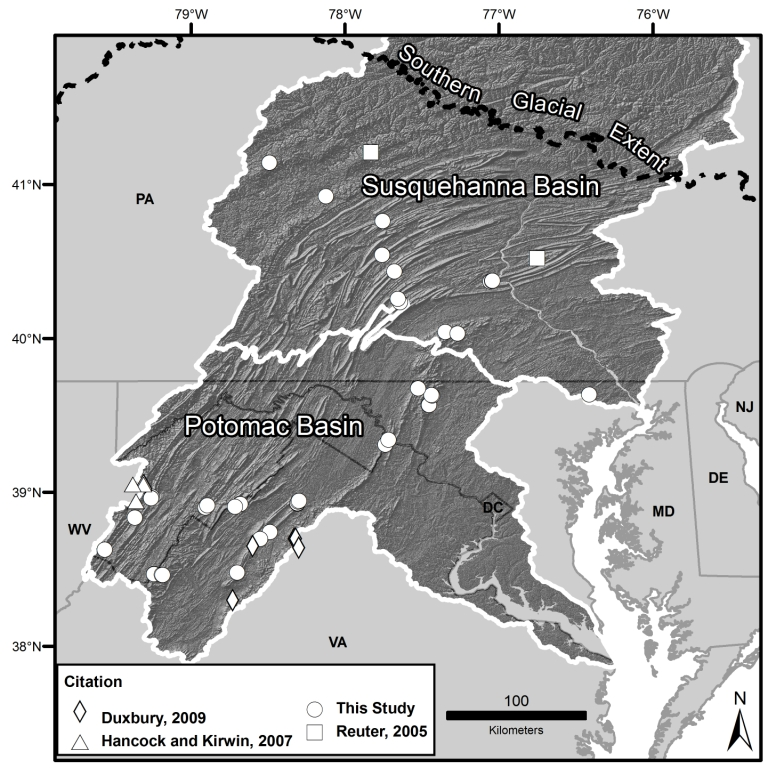 79°W 78°W 77°W 76°W
Southern Glacial Extent
41°N
Susquehanna Basin
PA
40°N
NJ
Potomac Basin
DE
39°N
DC
MD
WV
38°N
VA
Citation
Duxbury, 2009
Hancock and Kirwin, 2007
This Study
Reuter, 2005
100
Kilometers
N